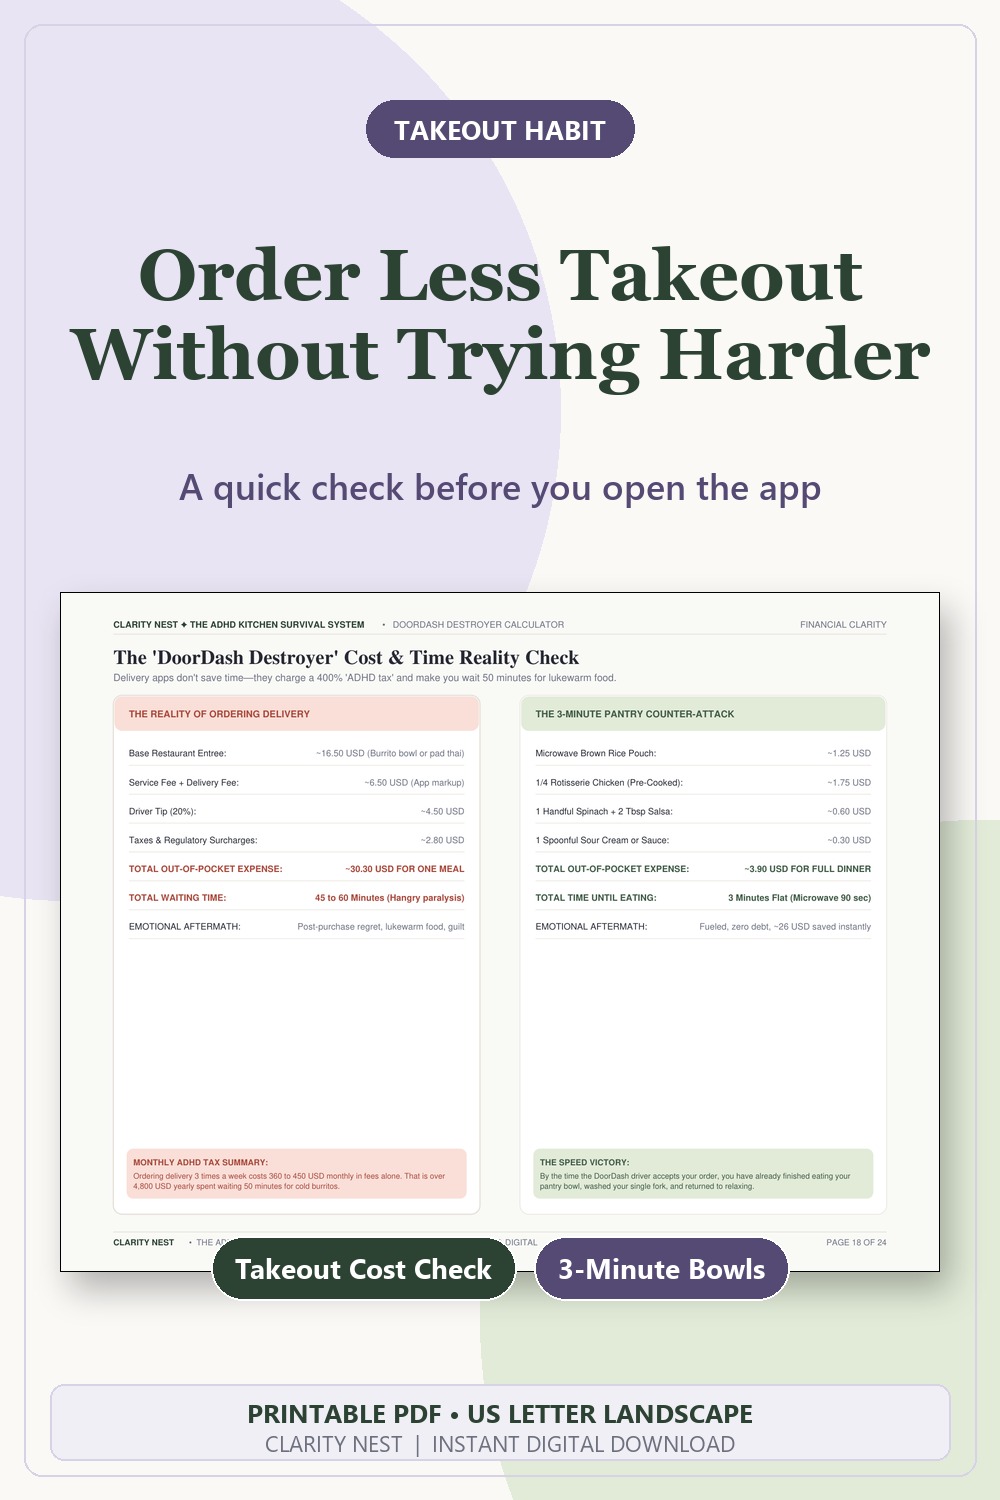 TAKEOUT HABIT
Order Less Takeout
Without Trying Harder
A quick check before you open the app
CLARITY NEST ✦ THE ADHD KITCHEN SURVIVAL SYSTEM • DOORDASH DESTROYER CALCULATOR FINANCIAL CLARITY
The 'DoorDash Destroyer' Cost & Time Reality Check
Delivery apps don't save time—they charge a 400% 'ADHD tax' and make you wait 50 minutes for lukewarm food.
THE REALITY OF ORDERING DELIVERY
Base Restaurant Entree: ~16.50 USD (Burrito bowl or pad thai)
Service Fee + Delivery Fee: ~6.50 USD (App markup)
Driver Tip (20%): ~4.50 USD
Taxes & Regulatory Surcharges: ~2.80 USD
TOTAL OUT-OF-POCKET EXPENSE: ~30.30 USD FOR ONE MEAL
TOTAL WAITING TIME: 45 to 60 Minutes (Hangry paralysis)
EMOTIONAL AFTERMATH: Post-purchase regret, lukewarm food, guilt
MONTHLY ADHD TAX SUMMARY:
Ordering delivery 3 times a week costs 360 to 450 USD monthly in fees alone. That is over
4,800 USD yearly spent waiting 50 minutes for cold burritos.
THE 3-MINUTE PANTRY COUNTER-ATTACK
Microwave Brown Rice Pouch: ~1.25 USD
1/4 Rotisserie Chicken (Pre-Cooked): ~1.75 USD
1 Handful Spinach + 2 Tbsp Salsa: ~0.60 USD
1 Spoonful Sour Cream or Sauce: ~0.30 USD
TOTAL OUT-OF-POCKET EXPENSE: ~3.90 USD FOR FULL DINNER
TOTAL TIME UNTIL EATING: 3 Minutes Flat (Microwave 90 sec)
EMOTIONAL AFTERMATH: Fueled, zero debt, ~26 USD saved instantly
THE SPEED VICTORY:
By the time the DoorDash driver accepts your order, you have already finished eating your
pantry bowl, washed your single fork, and returned to relaxing.
CLARITY NEST • THE DIGITAL PAGE 18 OF 24
Takeout Cost Check
3-Minute Bowls
PRINTABLE PDF • US LETTER LANDSCAPE
CLARITY NEST | INSTANT DIGITAL DOWNLOAD